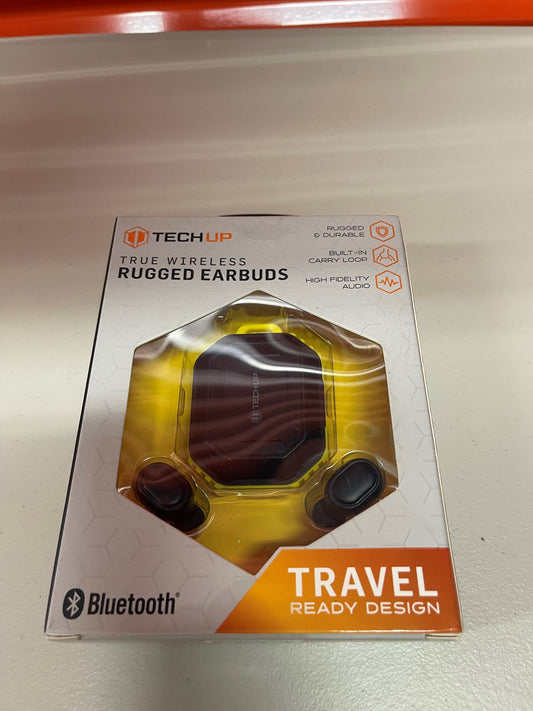 TECH UP
TRUE WIRELESS
RUGGED EARBUDS
RUGGED
& DURABLE
BUILT-IN
CARRY LOOP
HIGH FIDELITY
AUDIO
TECH UP
Bluetooth®
TRAVEL
READY DESIGN